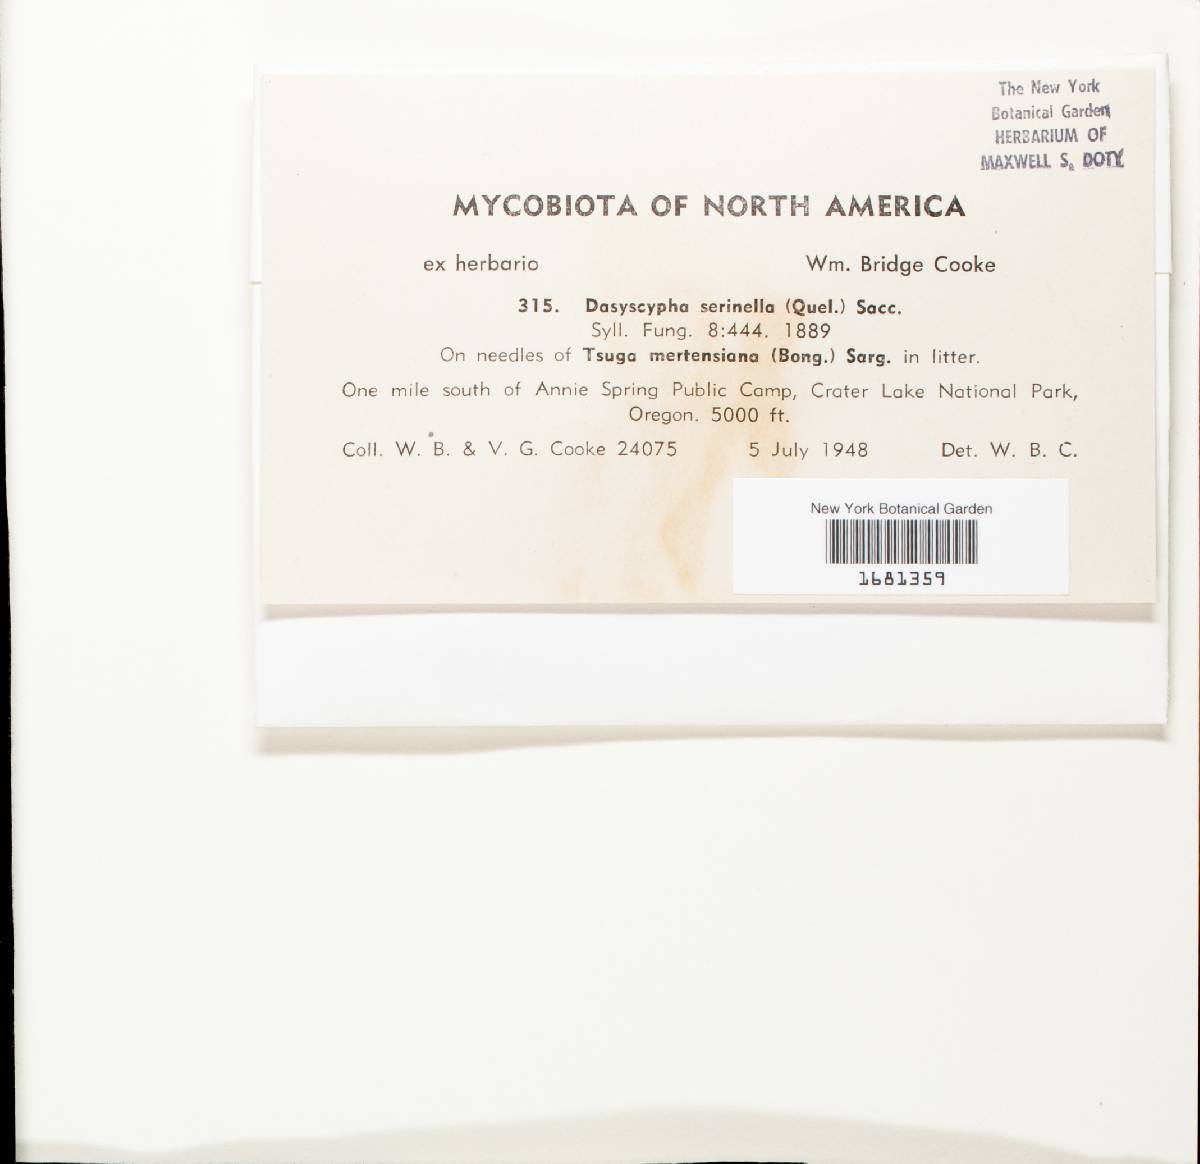 The New York
Botanical Garden
HERBARIUM OF
MAXWELL S. DOTY
MYCOBIOTA OF NORTH AMERICA
ex herbario Wm. Bridge Cooke
315. Dasyscypha serinella (Quel.) Sacc.
Syll. Fung. 8:444. 1889
On needles of Tsuga mertensiana (Bong.) Sarg. in litter.
One mile south of Annie Spring Public Camp, Crater Lake National Park,
Oregon. 5000 ft.
Coll. W. B. & V. G. Cooke 24075 5 July 1948 Det. W. B. C.
New York Botanical Garden
1681359